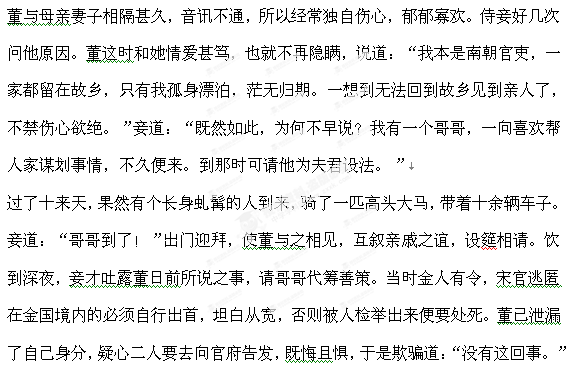 董与母亲妻子相隔甚久，音讯不通，所以经常独自伤心，郁郁寡欢。侍妾好几次
问他原因。董这时和她情爱甚笃，也就不再隐瞒，说道：“我本是南朝官吏，一
家都留在故乡，只有我孤身漂泊，茫无归期。一想到无法回到故乡见到亲人了，
不禁伤心欲绝。”妾道：“既然如此，为何不早说？我有一个哥哥，一向喜欢帮
人家谋划事情，不久便来。到那时可请他为夫君设法。”
过了十来天，果然有个长身虬髯的人到来，骑了一匹高头大马，带着十余辆车子。
妾道：“哥哥到了！”出门迎拜，使董与之相见，互叙亲戚之谊，设筵相请。饮
到深夜，妾才吐露董日前所说之事，请哥哥代筹善策。当时金人有令，宋官逃匿
在金国境内的必须自行出首，坦白从宽，否则被人检举出来便要处死。董已泄漏
了自己身分，疑心二人要去向官府告发，既悔且惧，于是欺骗道：“没有这回事。”